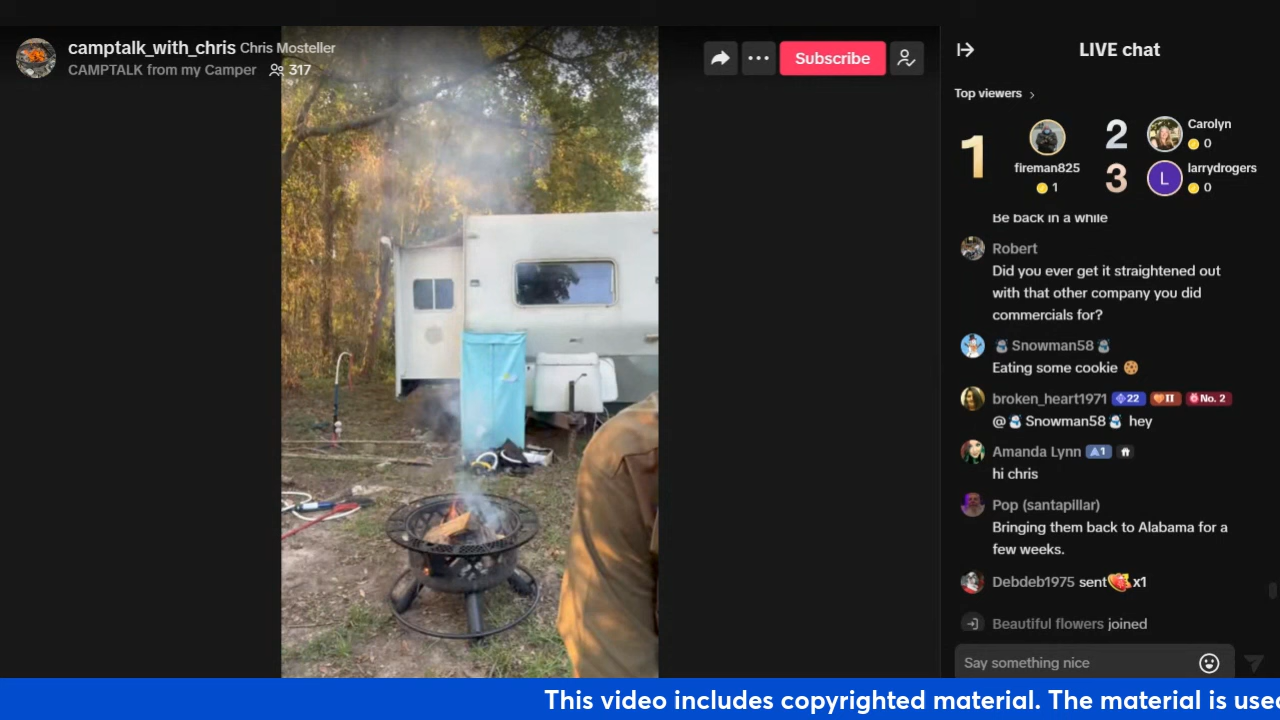 camptalk_with_chris Chris Mosteller
CAMPTALK from my Camper 317
Subscribe
LIVE chat
Top viewers
1
fireman825
1
2
Carolyn
0
3
L
larrydrogers
0
Be back in a while
Robert
Did you ever get it straightened out
with that other company you did
commercials for?
⛄Snowman58⛄
Eating some cookie 🍪
broken_heart1971 22 II No. 2
@⛄Snowman58⛄ hey
Amanda Lynn 1
hi chris
Pop (santapillar)
Bringing them back to Alabama for a
few weeks.
Debdeb1975 sent x1
Beautiful flowers joined
Say something nice
This video includes copyrighted material. The material is used